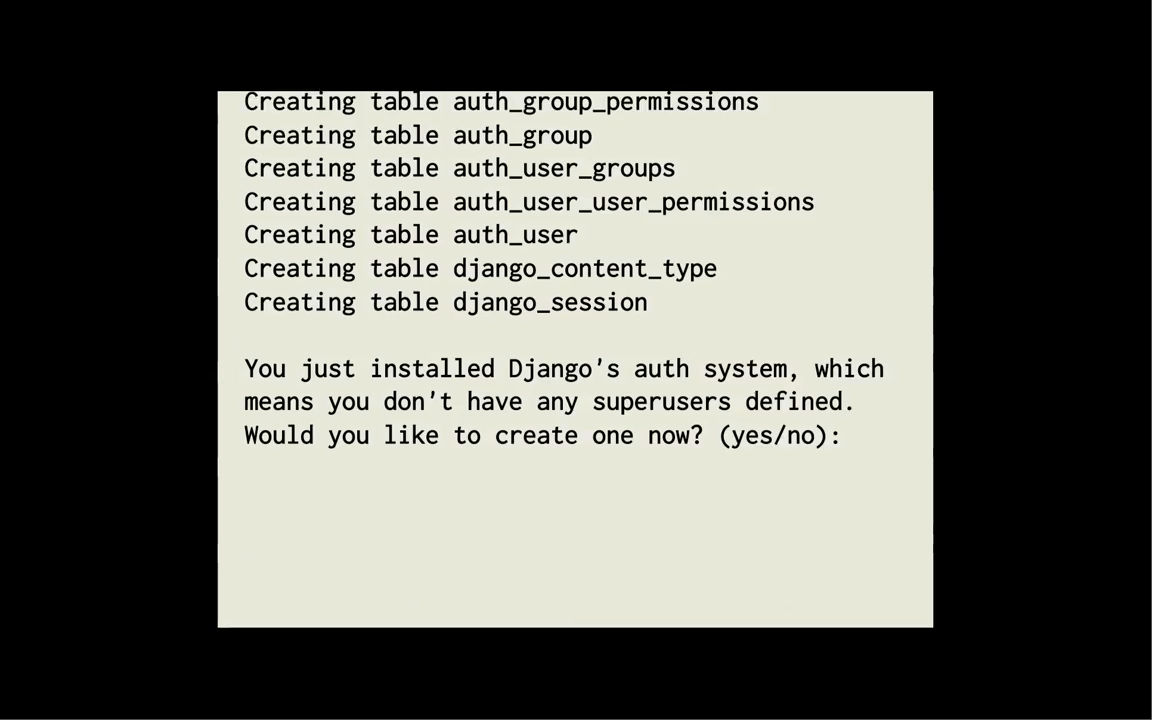 Creating table auth_group_permissions
Creating table auth_group
Creating table auth_user_groups
Creating table auth_user_user_permissions
Creating table auth_user
Creating table django_content_type
Creating table django_session
You just installed Django's auth system, which
means you don't have any superusers defined.
Would you like to create one now? (yes/no):